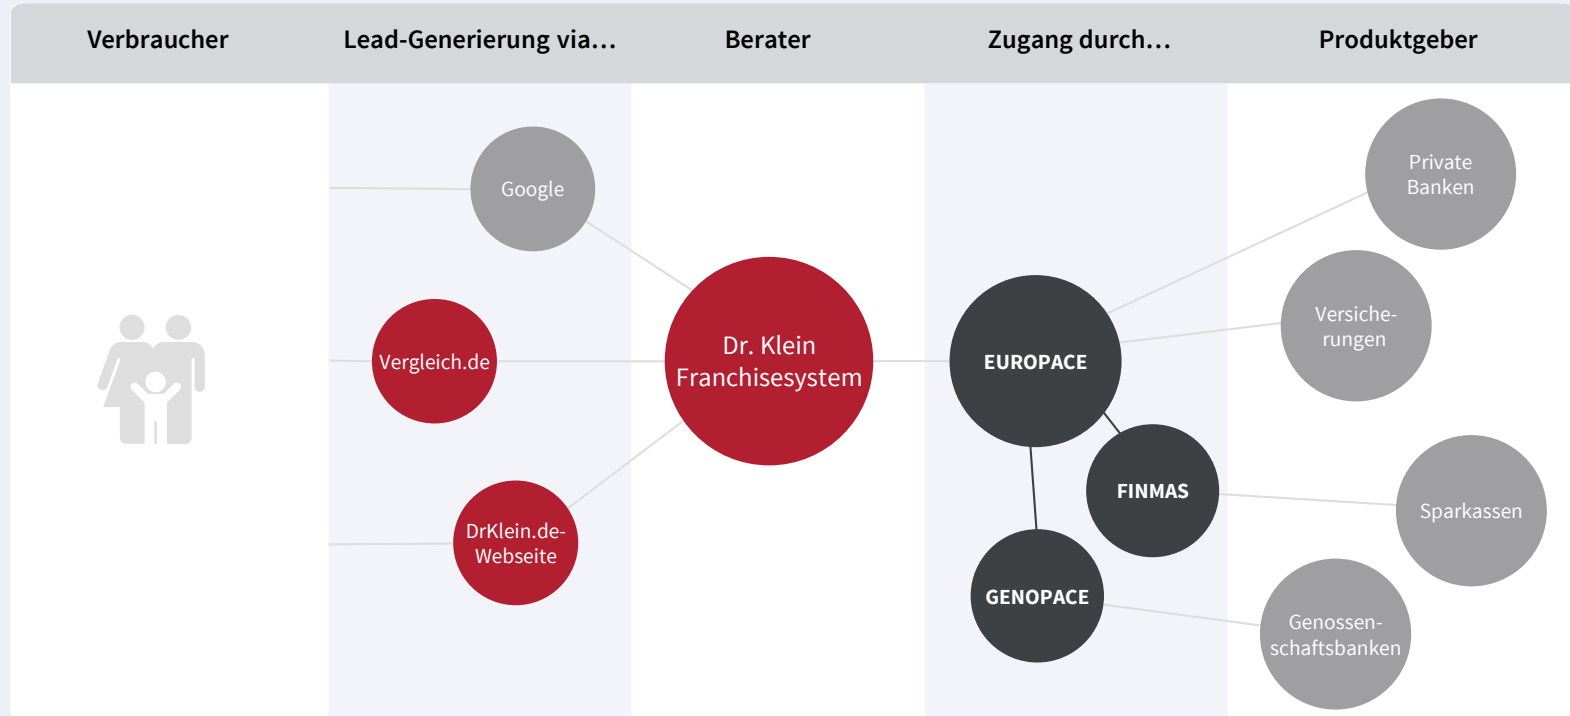 Verbraucher
Lead-Generierung via…
Berater
Zugang durch…
Produktgeber
Google
Vergleich.de
DrKlein.de-
Webseite
Dr. Klein
Franchisesystem
EUROPACE
FINMAS
GENOPACE
Private
Banken
Versiche-
rungen
Sparkassen
Genossen-
schaftsbanken